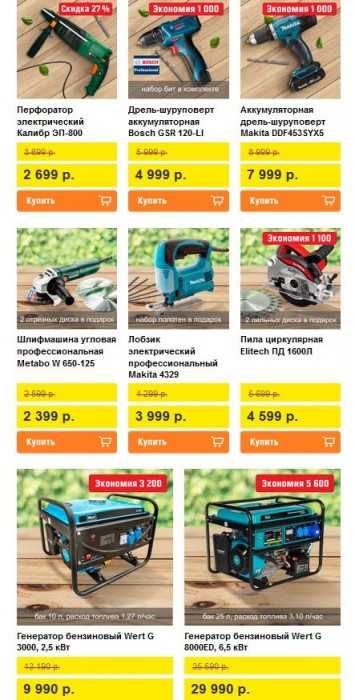 Скидка 27 %
Перфоратор
электрический
Калибр ЭП-800
3 699 р.
2 699 р.
Купить
Экономия 1 000
BOSCH
Professional
набор бит в комплекте
Дрель-шуруповерт
аккумуляторная
Bosch GSR 120-LI
5 999 р.
4 999 р.
Купить
Экономия 1 000
Makita
Аккумуляторная
дрель-шуруповерт
Makita DDF453SYX5
8 999 р.
7 999 р.
Купить
2 отрезных диска в подарок
Шлифмашина угловая
профессиональная
Metabo W 650-125
2 599 р.
2 399 р.
Купить
Makita
набор полотен в подарок
Лобзик
электрический
профессиональный
Makita 4329
4 299 р.
3 999 р.
Купить
Экономия 1 100
2 пильных диска в подарок
Пила циркулярная
Elitech ПД 1600Л
5 699 р.
4 599 р.
Купить
Экономия 3 200
бак 10 л, расход топлива 1,27 л/час
Генератор бензиновый Wert G
3000, 2,5 кВт
13 190 р.
9 990 р.
Экономия 5 600
бак 25 л, расход топлива 3,10 л/час
Генератор бензиновый Wert G
8000ED, 6,5 кВт
35 590 р.
29 990 р.